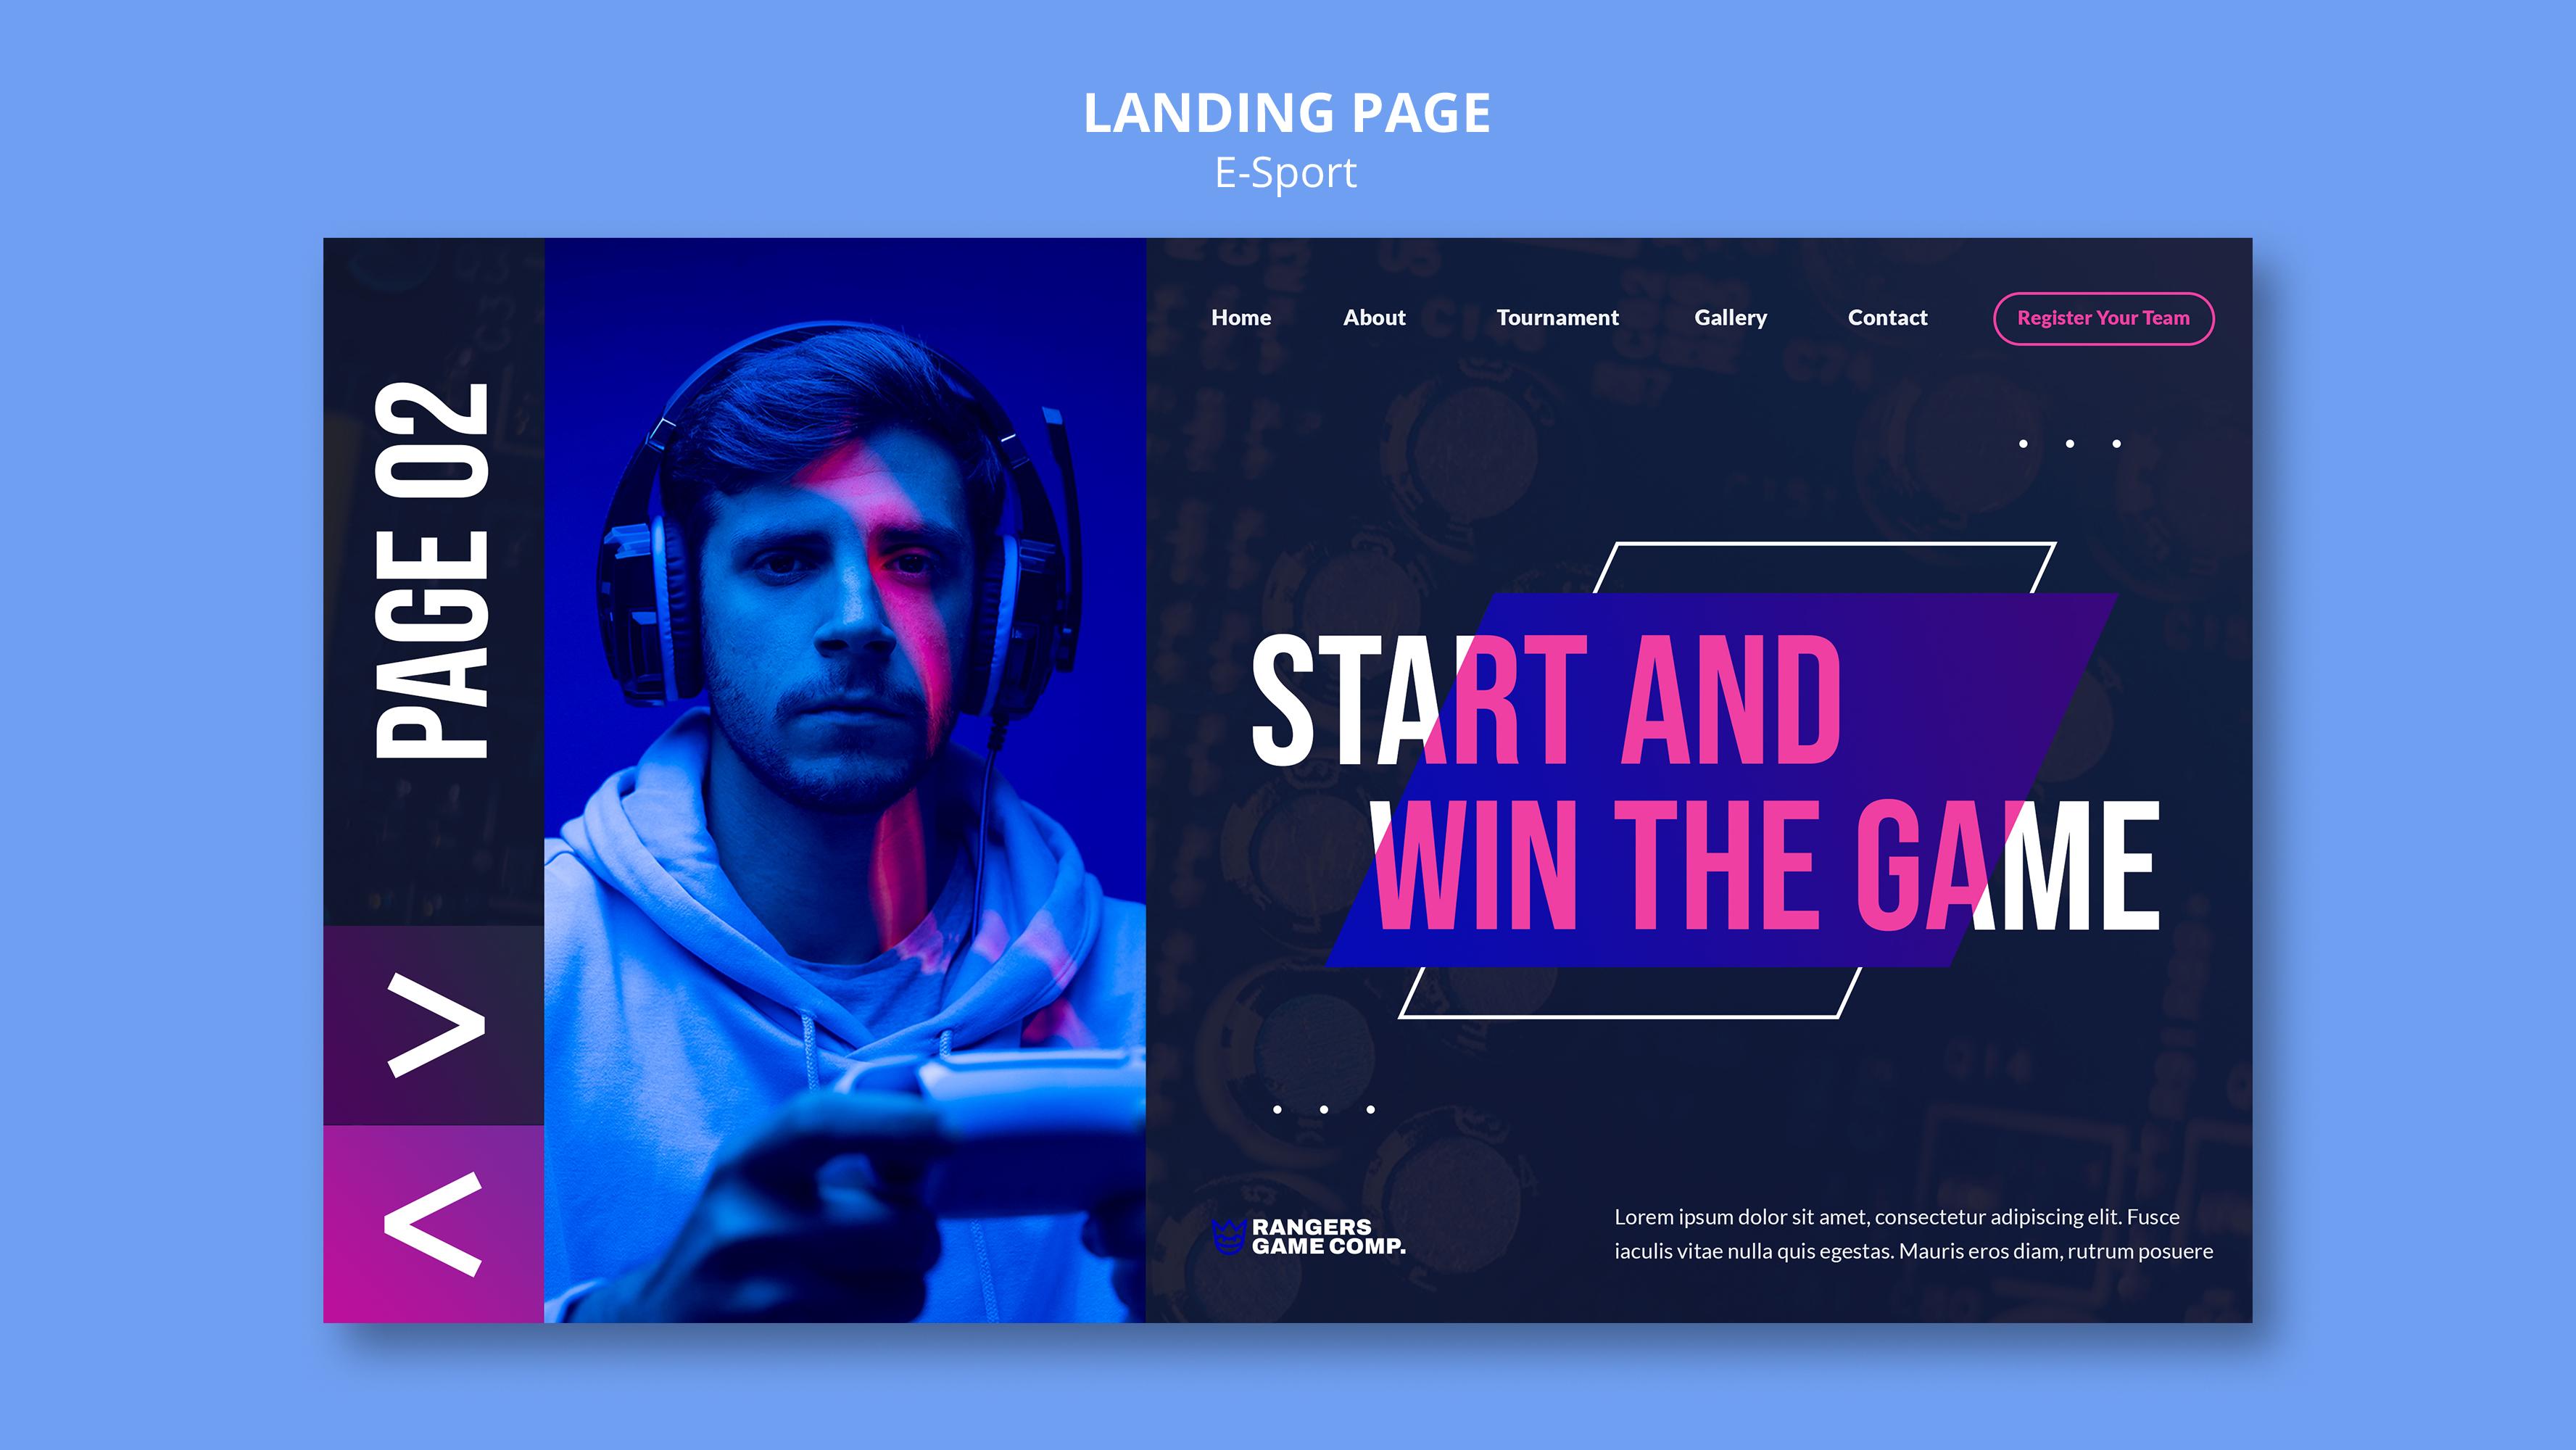 LANDING PAGE
E-Sport
PAGE 02
Home About Tournament Gallery Contact Register Your Team
START AND
WIN THE GAME
RANGERS
GAME COMP.
Lorem ipsum dolor sit amet, consectetur adipiscing elit. Fusce
iaculis vitae nulla quis egestas. Mauris eros diam, rutrum posuere